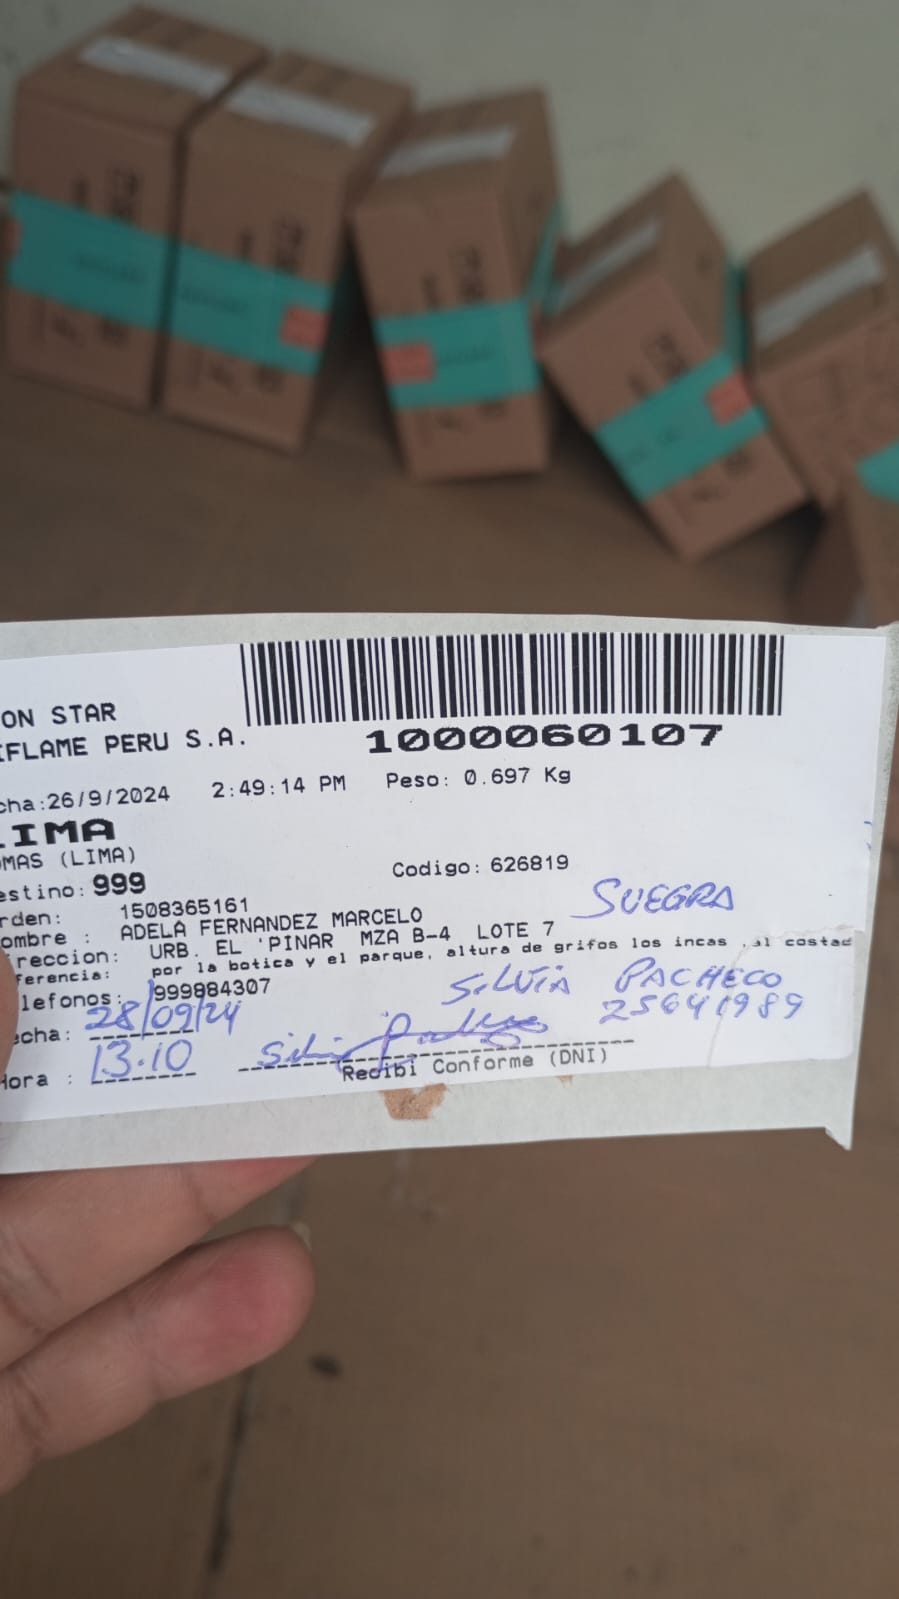 ON STAR
IFLAME PERU S.A.
1000060107
cha:26/9/2024 2:49:14 PM Peso: 0.697 Kg
LIMA
MAS (LIMA)
estino: 999 Codigo: 626819
rden: 1508365161
SUEGRA
ombre : ADELA FERNANDEZ MARCELO
reccion: URB. EL 'PINAR MZA B-4 LOTE 7
ferencia: por la botica y el parque, altura de grifos los incas ,al costad
lefonos: 999884307
SILVIA PACHECO
echa: 28/09/24 25641989
Hora : 13:10
Recibi Conforme (DNI)